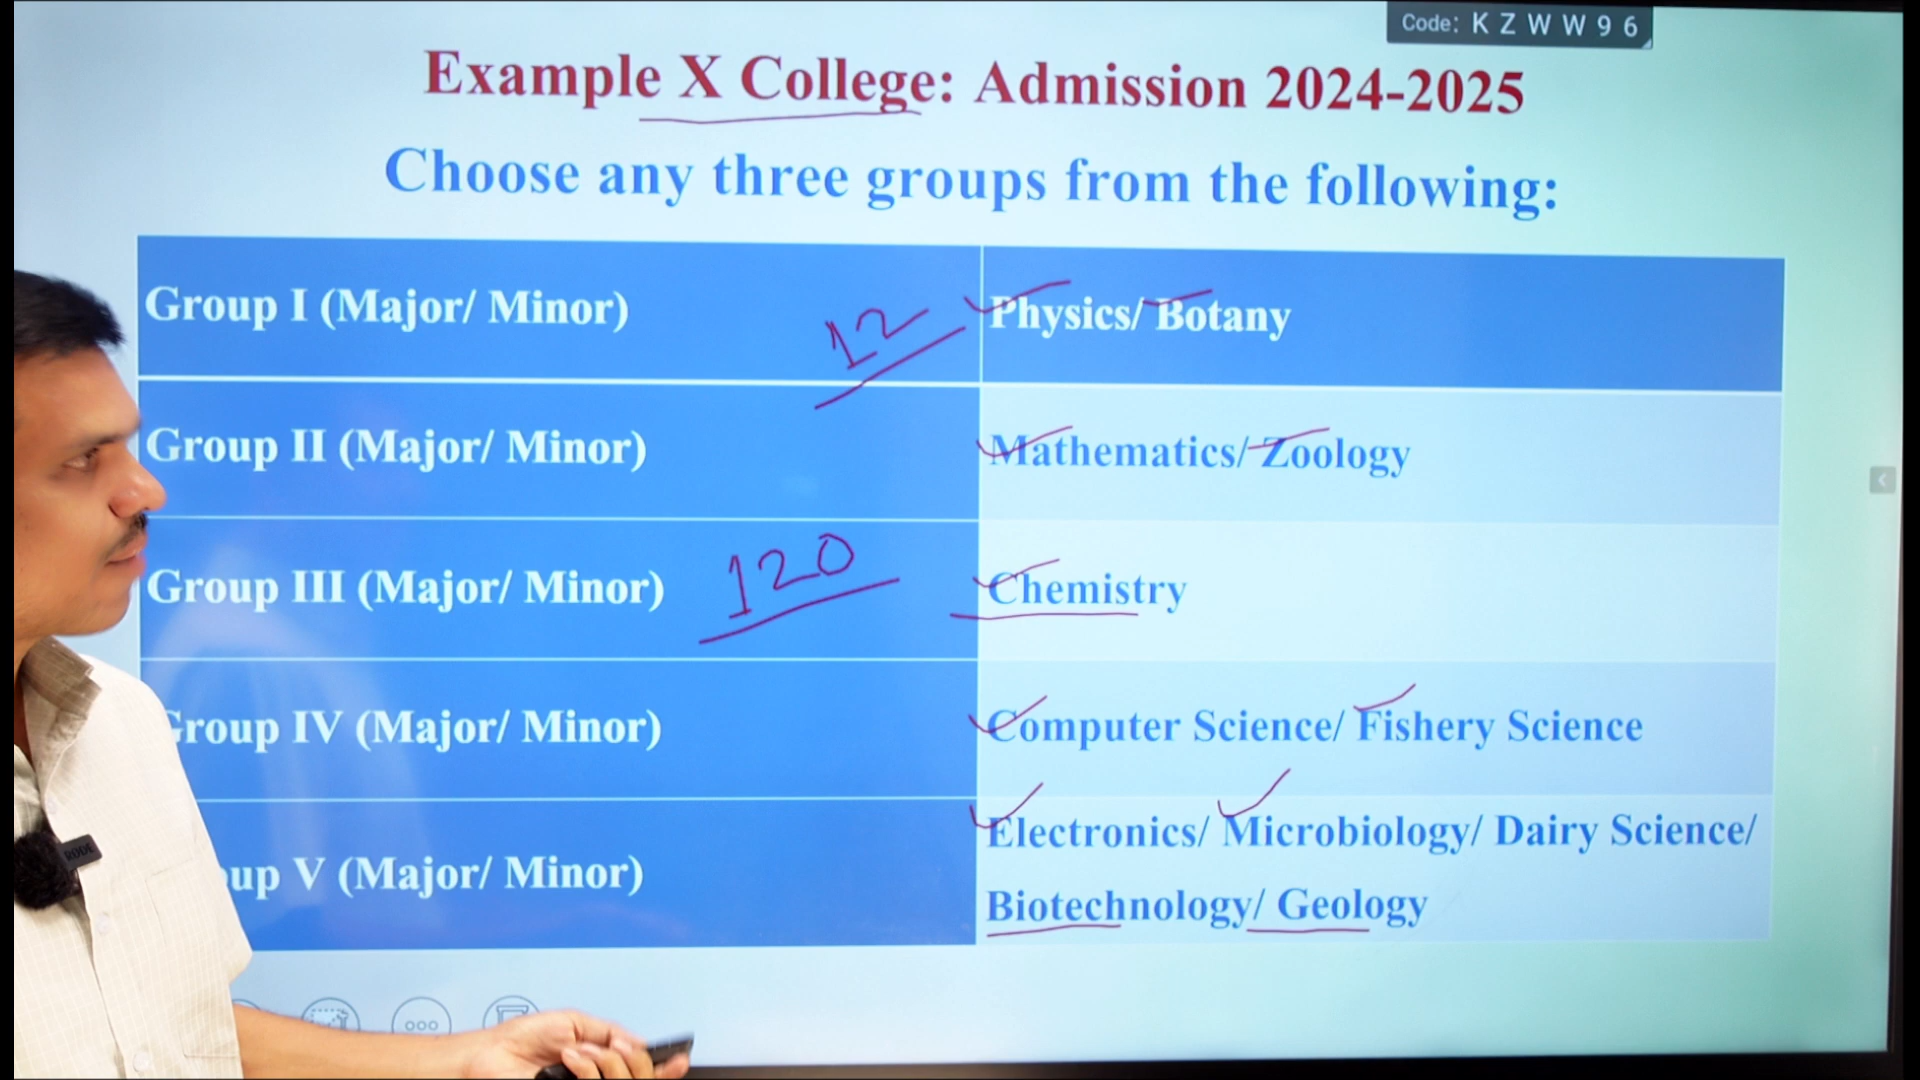 Code: K Z W W 9 6
Example X College: Admission 2024-2025
Choose any three groups from the following:
Group I (Major/ Minor) 12 Physics/ Botany
Group II (Major/ Minor) Mathematics/ Zoology
Group III (Major/ Minor) 120 Chemistry
Group IV (Major/ Minor) Computer Science/ Fishery Science
up V (Major/ Minor) Electronics/ Microbiology/ Dairy Science/
Biotechnology/ Geology
RODE